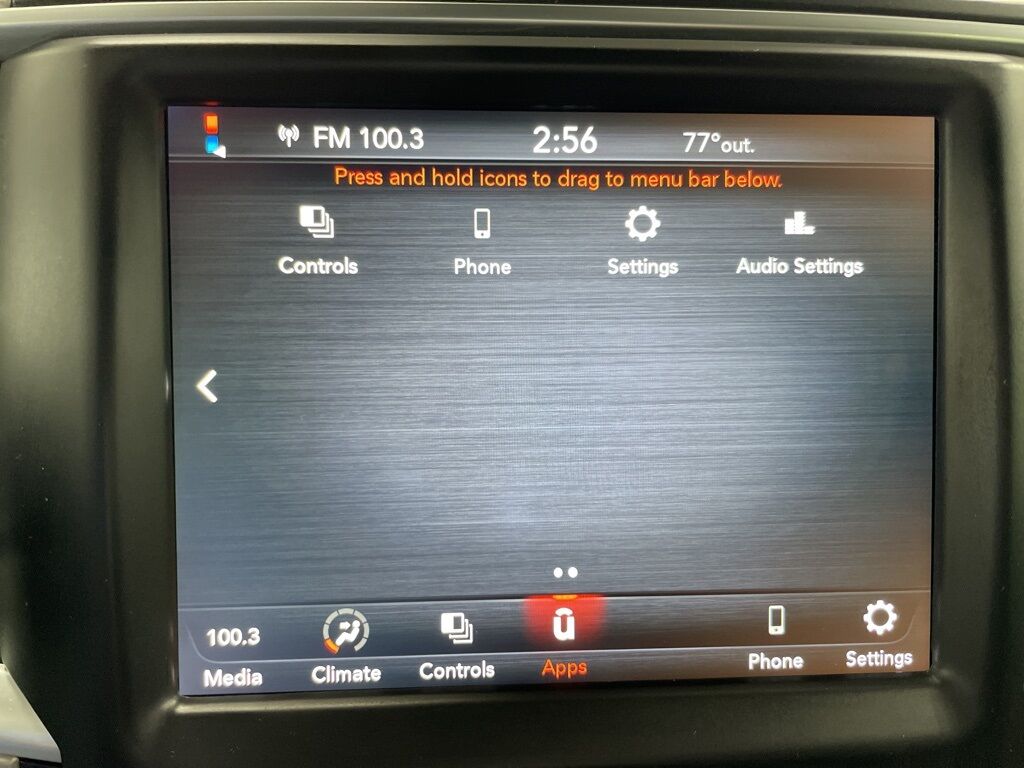 FM 100.3 2:56 77°out.
Press and hold icons to drag to menu bar below.
Controls Phone Settings Audio Settings
100.3 û
Media Climate Controls Apps Phone Settings